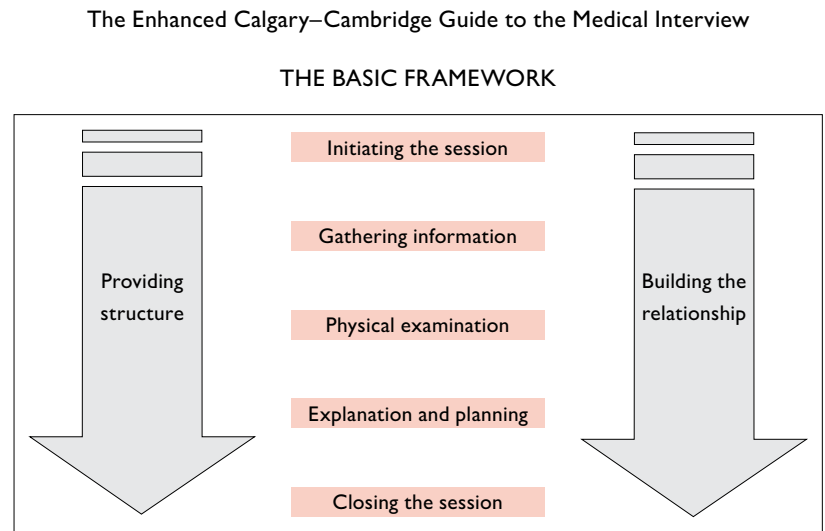 The Enhanced Calgary–Cambridge Guide to the Medical Interview
THE BASIC FRAMEWORK
Initiating the session
Gathering information
Providing
structure
Building the
relationship
Physical examination
Explanation and planning
Closing the session